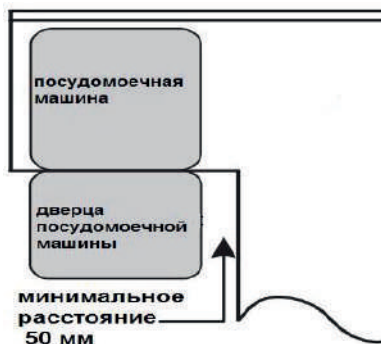 посудомоечная
машина
дверца
посудомоечной
машины
минимальное
расстояние
50 мм